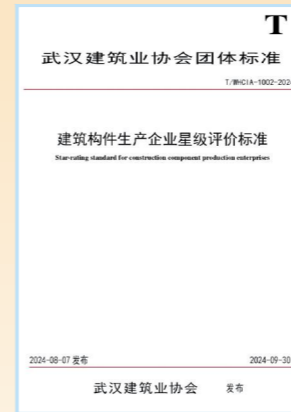 T
武汉建筑业协会团体标准
T/WHCIA-1002-2024
建筑构件生产企业星级评价标准
Star-rating standard for construction component production enterprises
2024-08-07 发布
2024-09-30
武汉建筑业协会 发布